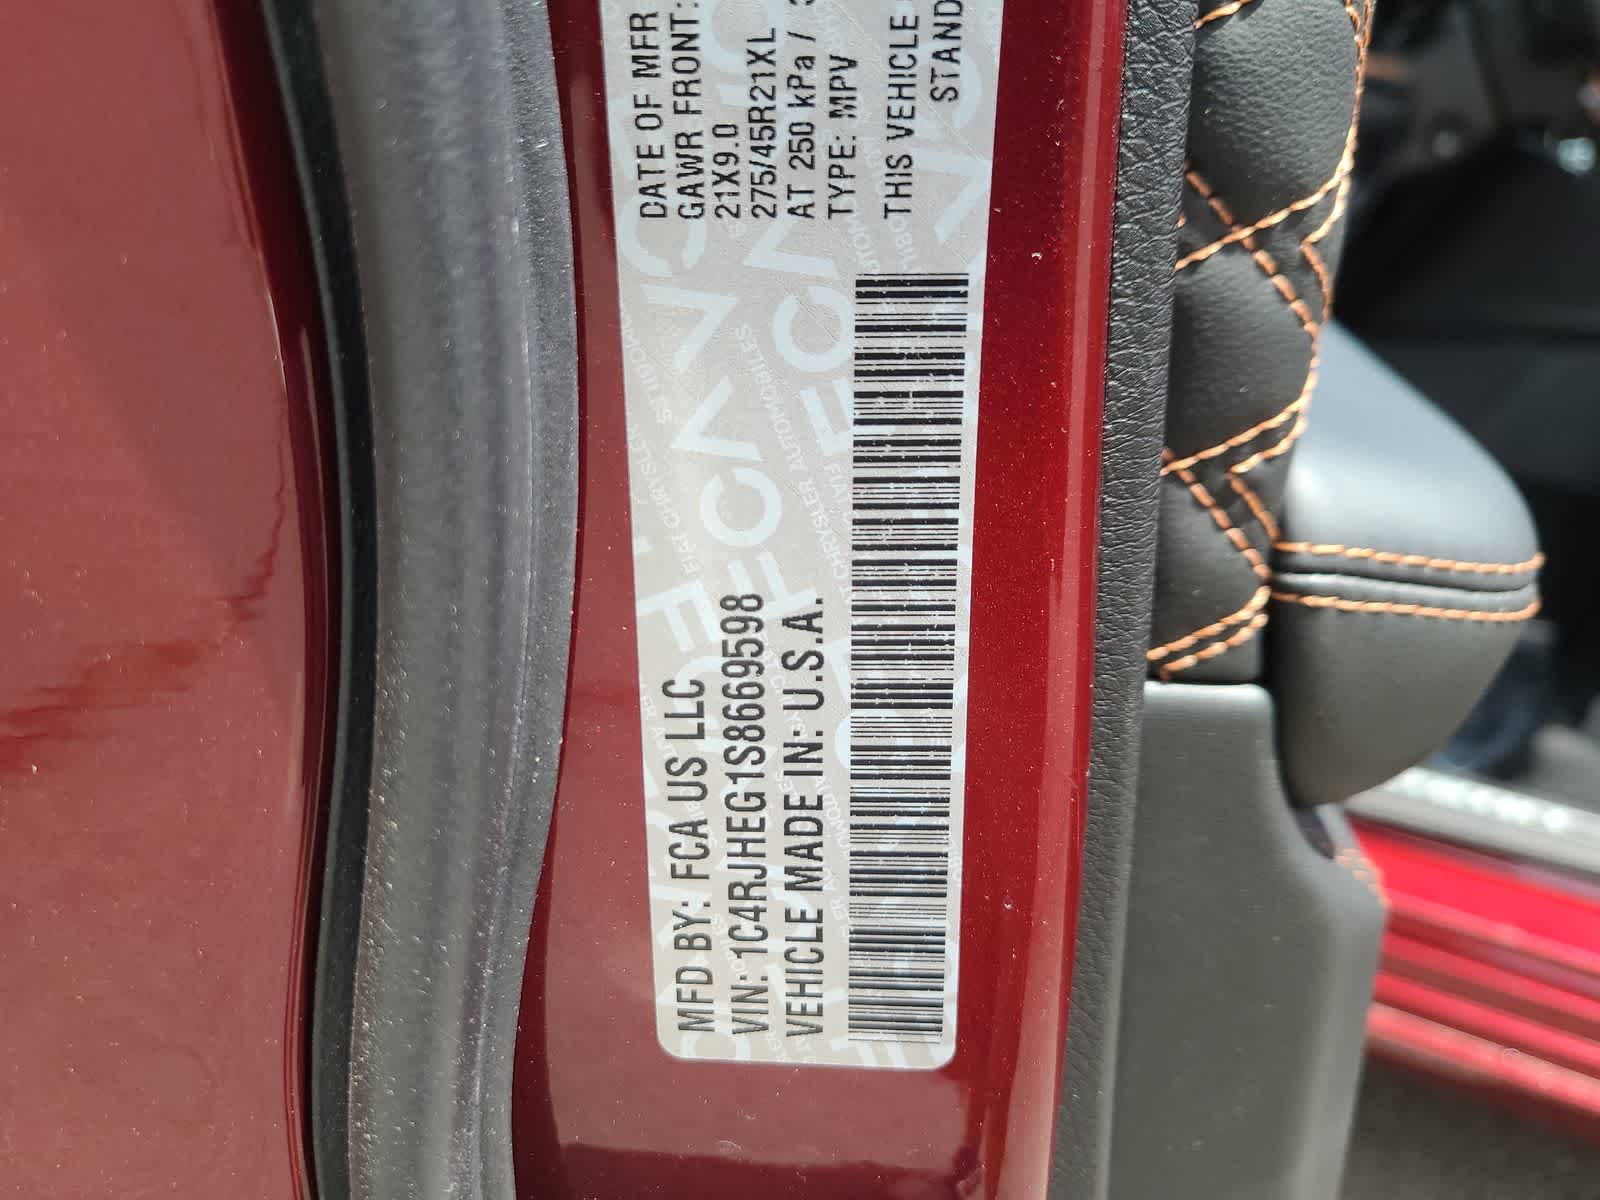 MFD BY: FCA US LLC
VIN: 1C4RJHEG1S8669598
VEHICLE MADE IN: U.S.A.
DATE OF MFR
GAWR FRONT:
21X9.0
275/45R21XL
AT 250 kPa / 3
TYPE: MPV
THIS VEHICLE
STAND